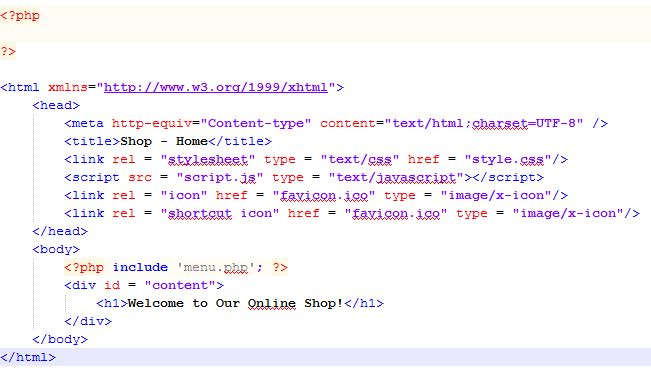 <?php
?>
<html xmlns="http://www.w3.org/1999/xhtml">
<head>
<meta http-equiv="Content-type" content="text/html;charset=UTF-8" />
<title>Shop - Home</title>
<link rel = "stylesheet" type = "text/css" href = "style.css"/>
<script src = "script.js" type = "text/javascript"></script>
<link rel = "icon" href = "favicon.ico" type = "image/x-icon"/>
<link rel = "shortcut icon" href = "favicon.ico" type = "image/x-icon"/>
</head>
<body>
<?php include 'menu.php'; ?>
<div id = "content">
<h1>Welcome to Our Online Shop!</h1>
</div>
</body>
</html>